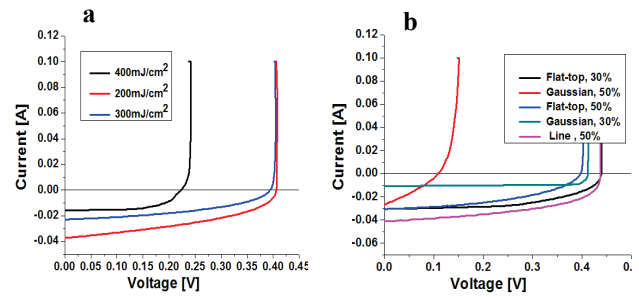 a
0.10
0.08
0.06
0.04
0.02
0.00
-0.02
-0.04
Current [A]
400mJ/cm²
200mJ/cm²
300mJ/cm²
0.00 0.05 0.10 0.15 0.20 0.25 0.30 0.35 0.40 0.45
Voltage [V]
b
0.12
0.10
0.08
0.06
0.04
0.02
0.00
-0.02
-0.04
-0.06
Current [A]
Flat-top, 30%
Gaussian, 50%
Flat-top, 50%
Gaussian, 30%
Line , 50%
0.0 0.1 0.2 0.3 0.4
Voltage [V]